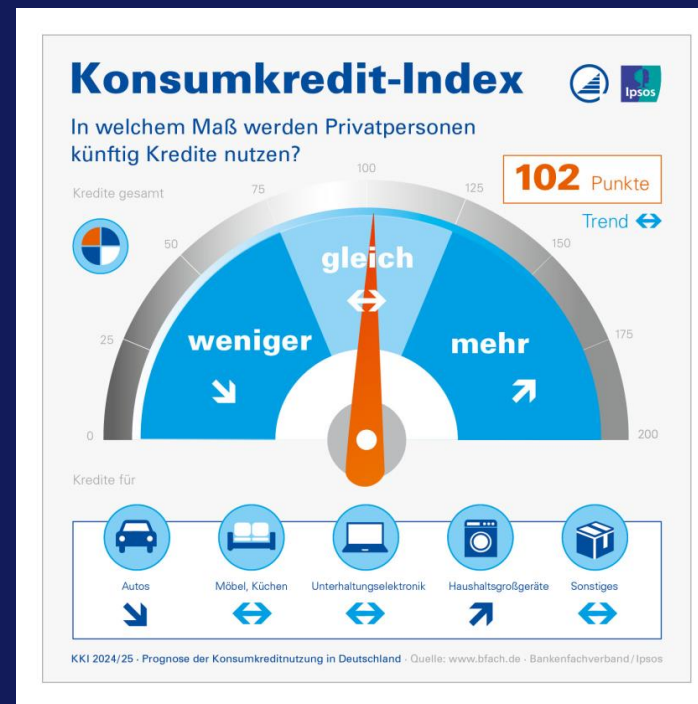 Konsumkredit-Index
Ipsos
In welchem Maß werden Privatpersonen
künftig Kredite nutzen?
Kredite gesamt
102 Punkte
Trend
0
25
50
75
100
125
150
175
200
weniger
gleich
mehr
Kredite für
Autos
Möbel, Küchen
Unterhaltungselektronik
Haushaltsgroßgeräte
Sonstiges
KKI 2024/25 · Prognose der Konsumkreditnutzung in Deutschland · Quelle: www.bfach.de · Bankenfachverband/Ipsos